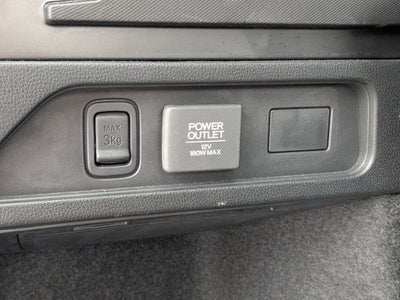 MAX
3kg
POWER
OUTLET
12V
180W MAX